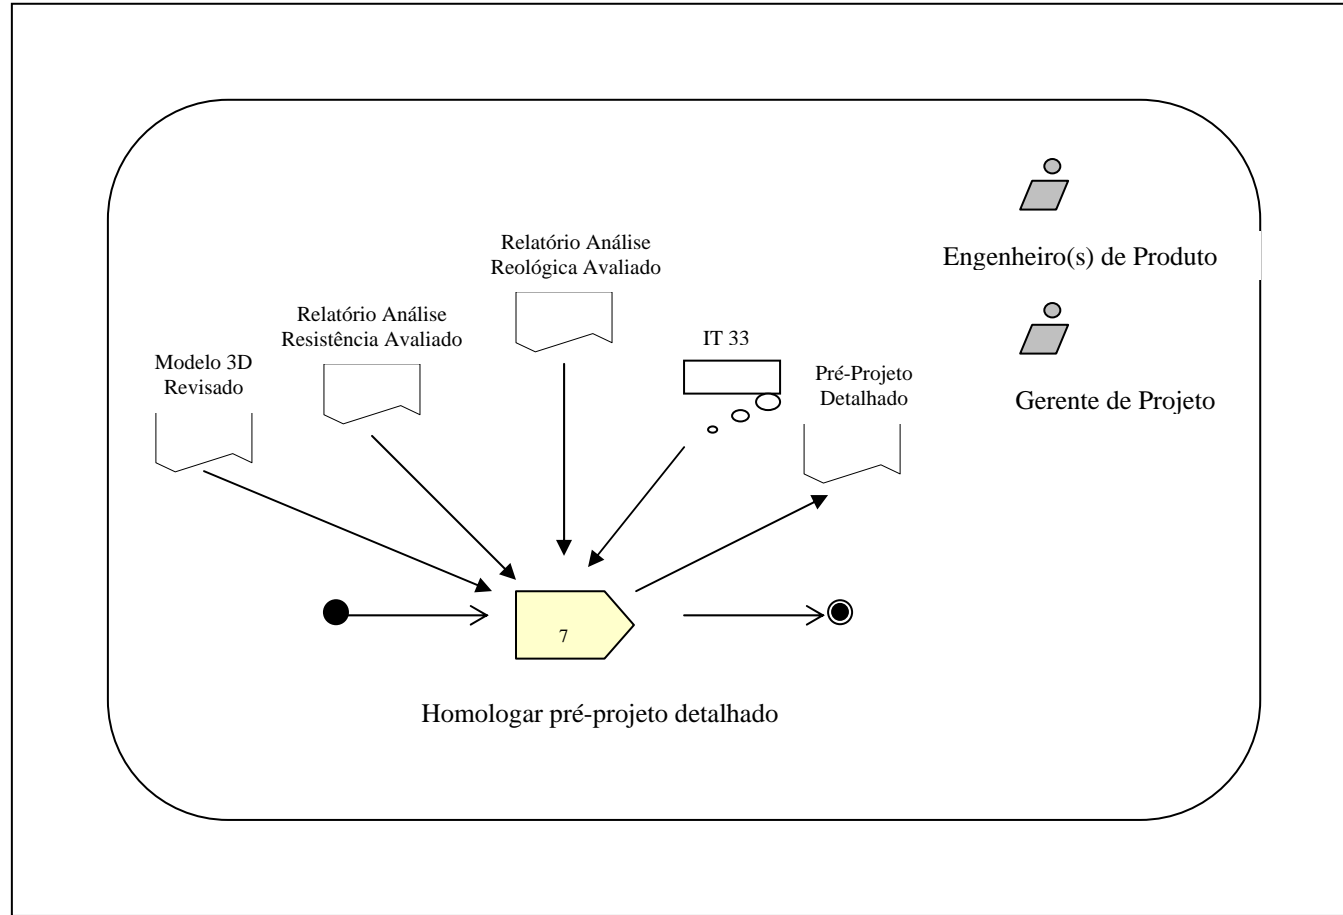 Relatório Análise
Reológica Avaliado
Engenheiro(s) de Produto
Relatório Análise
Resistência Avaliado
IT 33
Modelo 3D
Revisado
Pré-Projeto
Detalhado
Gerente de Projeto
7
Homologar pré-projeto detalhado